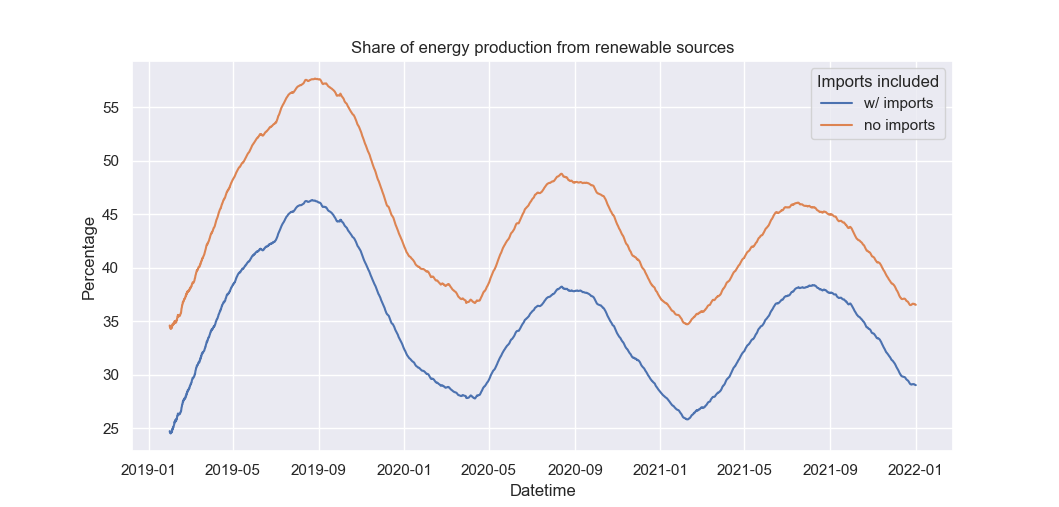 Share of energy production from renewable sources
Imports included
w/ imports
no imports
Percentage
55
50
45
40
35
30
25
2019-01 2019-05 2019-09 2020-01 2020-05 2020-09 2021-01 2021-05 2021-09 2022-01
Datetime